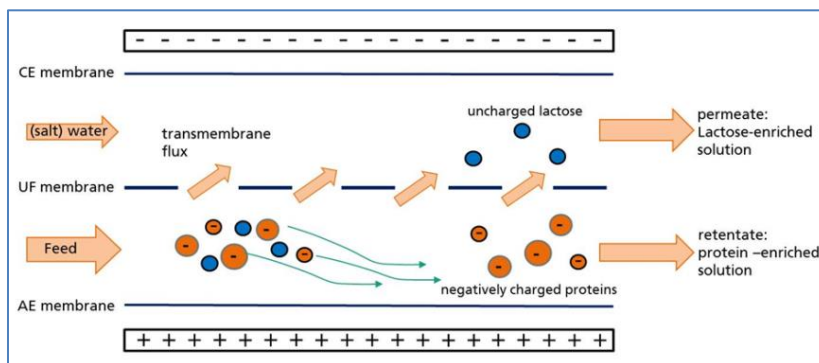 - - - - - - - - - - - - - - - - -
CE membrane
(salt) water
transmembrane
flux
uncharged lactose
permeate:
Lactose-enriched
solution
UF membrane
Feed
retentate:
protein –enriched
solution
negatively charged proteins
AE membrane
+ + + + + + + + + + + + + + + + +